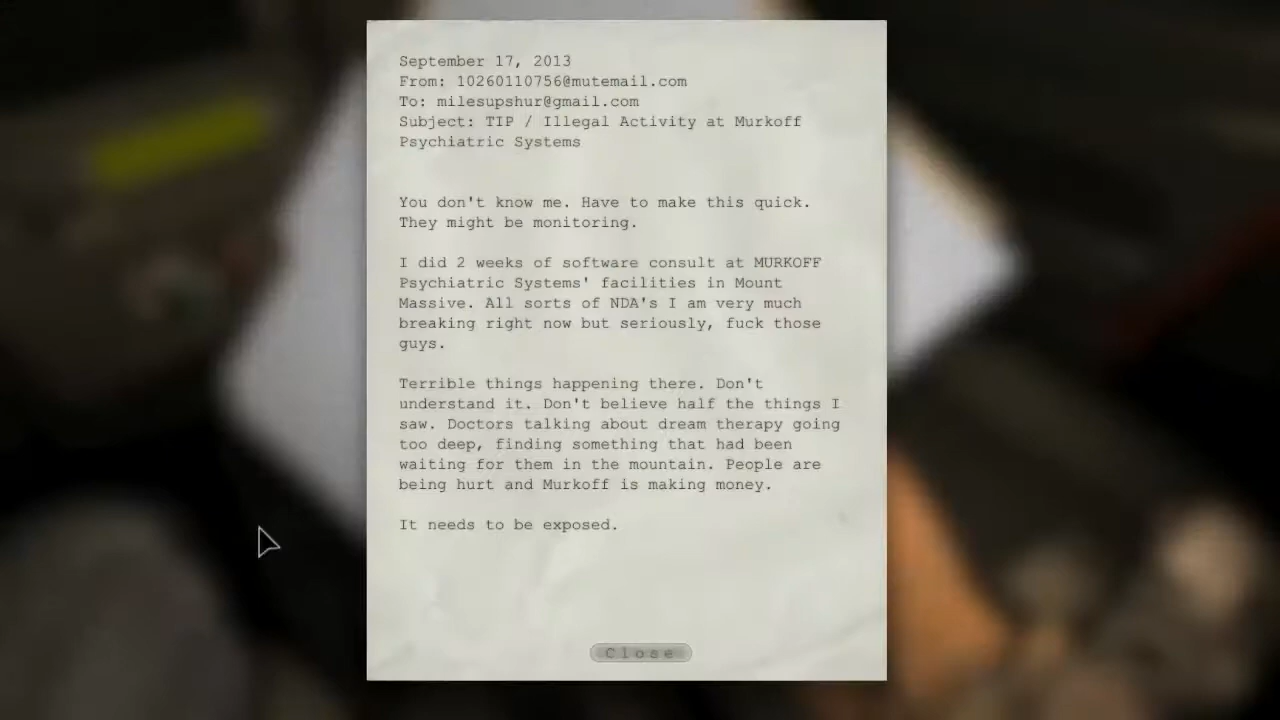 September 17, 2013
From: 10260110756@mutemail.com
To: milesupshur@gmail.com
Subject: TIP / Illegal Activity at Murkoff
Psychiatric Systems
You don't know me. Have to make this quick.
They might be monitoring.
I did 2 weeks of software consult at MURKOFF
Psychiatric Systems' facilities in Mount
Massive. All sorts of NDA's I am very much
breaking right now but seriously, fuck those
guys.
Terrible things happening there. Don't
understand it. Don't believe half the things I
saw. Doctors talking about dream therapy going
too deep, finding something that had been
waiting for them in the mountain. People are
being hurt and Murkoff is making money.
It needs to be exposed.
Close